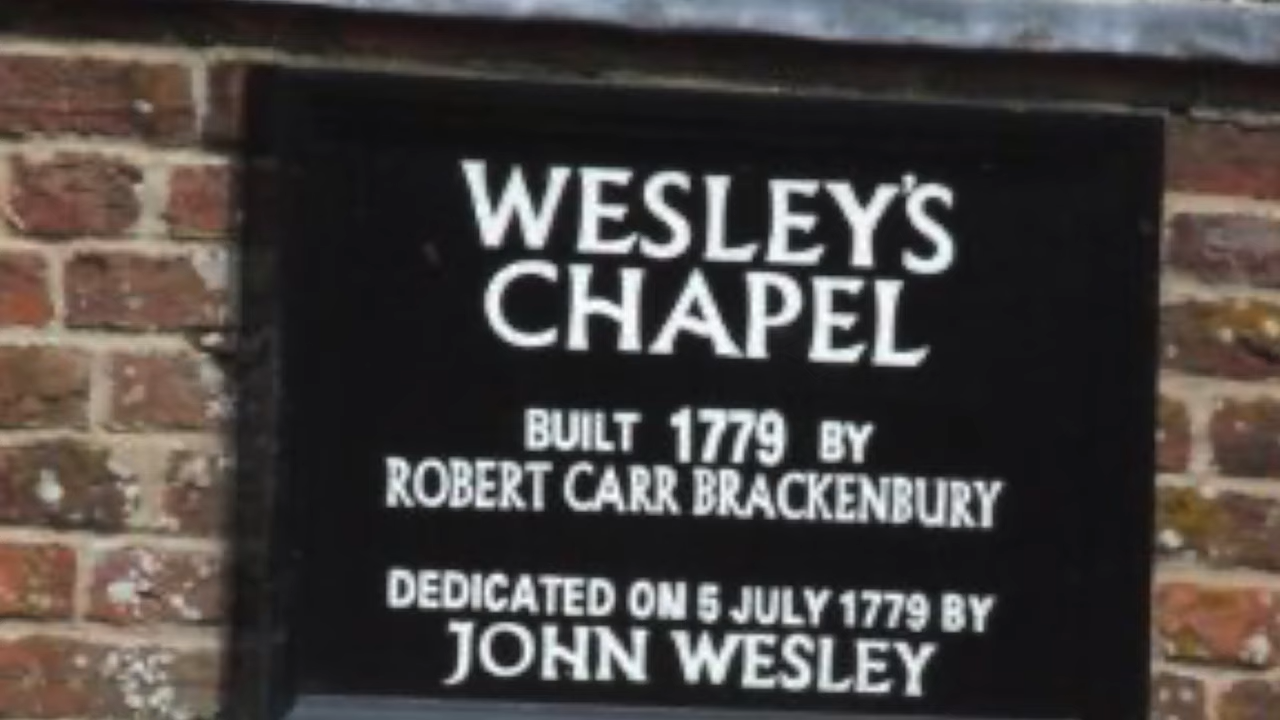 WESLEY'S
CHAPEL
BUILT 1779 BY
ROBERT CARR BRACKENBURY
DEDICATED ON 5 JULY 1779 BY
JOHN WESLEY